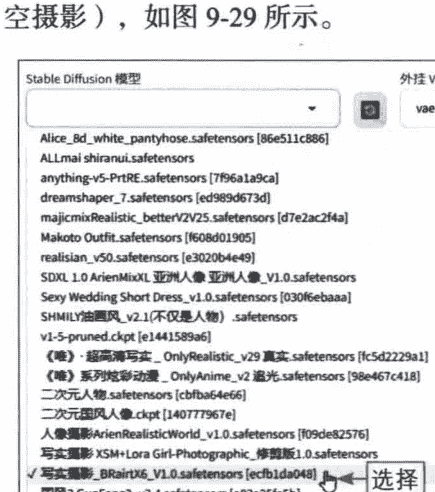 空摄影），如图 9-29 所示。
Stable Diffusion 模型
外挂 V
vae
Alice_8d_white_pantyhose.safetensors [86e511c886]
ALLmai shiranui.safetensors
anything-v5-PrtRE.safetensors [7f96a1a9ca]
dreamshaper_7.safetensors [ed989d673d]
majicmixRealistic_betterV2V25.safetensors [d7e2ac2f4a]
Makoto Outfit.safetensors [f608d01905]
realisian_v50.safetensors [e3020b4e49]
SDXL 1.0 ArienMixXL 亚洲人像 亚洲人像_V1.0.safetensors
Sexy Wedding Short Dress_v1.0.safetensors [030f6ebaaa]
SHMILY油画风_v2.1(不仅是人物）.safetensors
v1-5-pruned.ckpt [e1441589a6]
《唯》·超高清写实 _ OnlyRealistic_v29 真实.safetensors [fc5d2229a1]
《唯》系列炫彩动漫 _ OnlyAnime_v2 追光.safetensors [98e467c418]
二次元人物.safetensors [cbfba64e66]
二次元国风人像.ckpt [140777967e]
人像摄影ArienRealisticWorld_v1.0.safetensors [f09de82576]
写实摄影 XSM+Lora Girl-Photographic_修剪版1.0.safetensors
✓ 写实摄影_BRairtX6_V1.0.safetensors [ecfb1da048]
选择